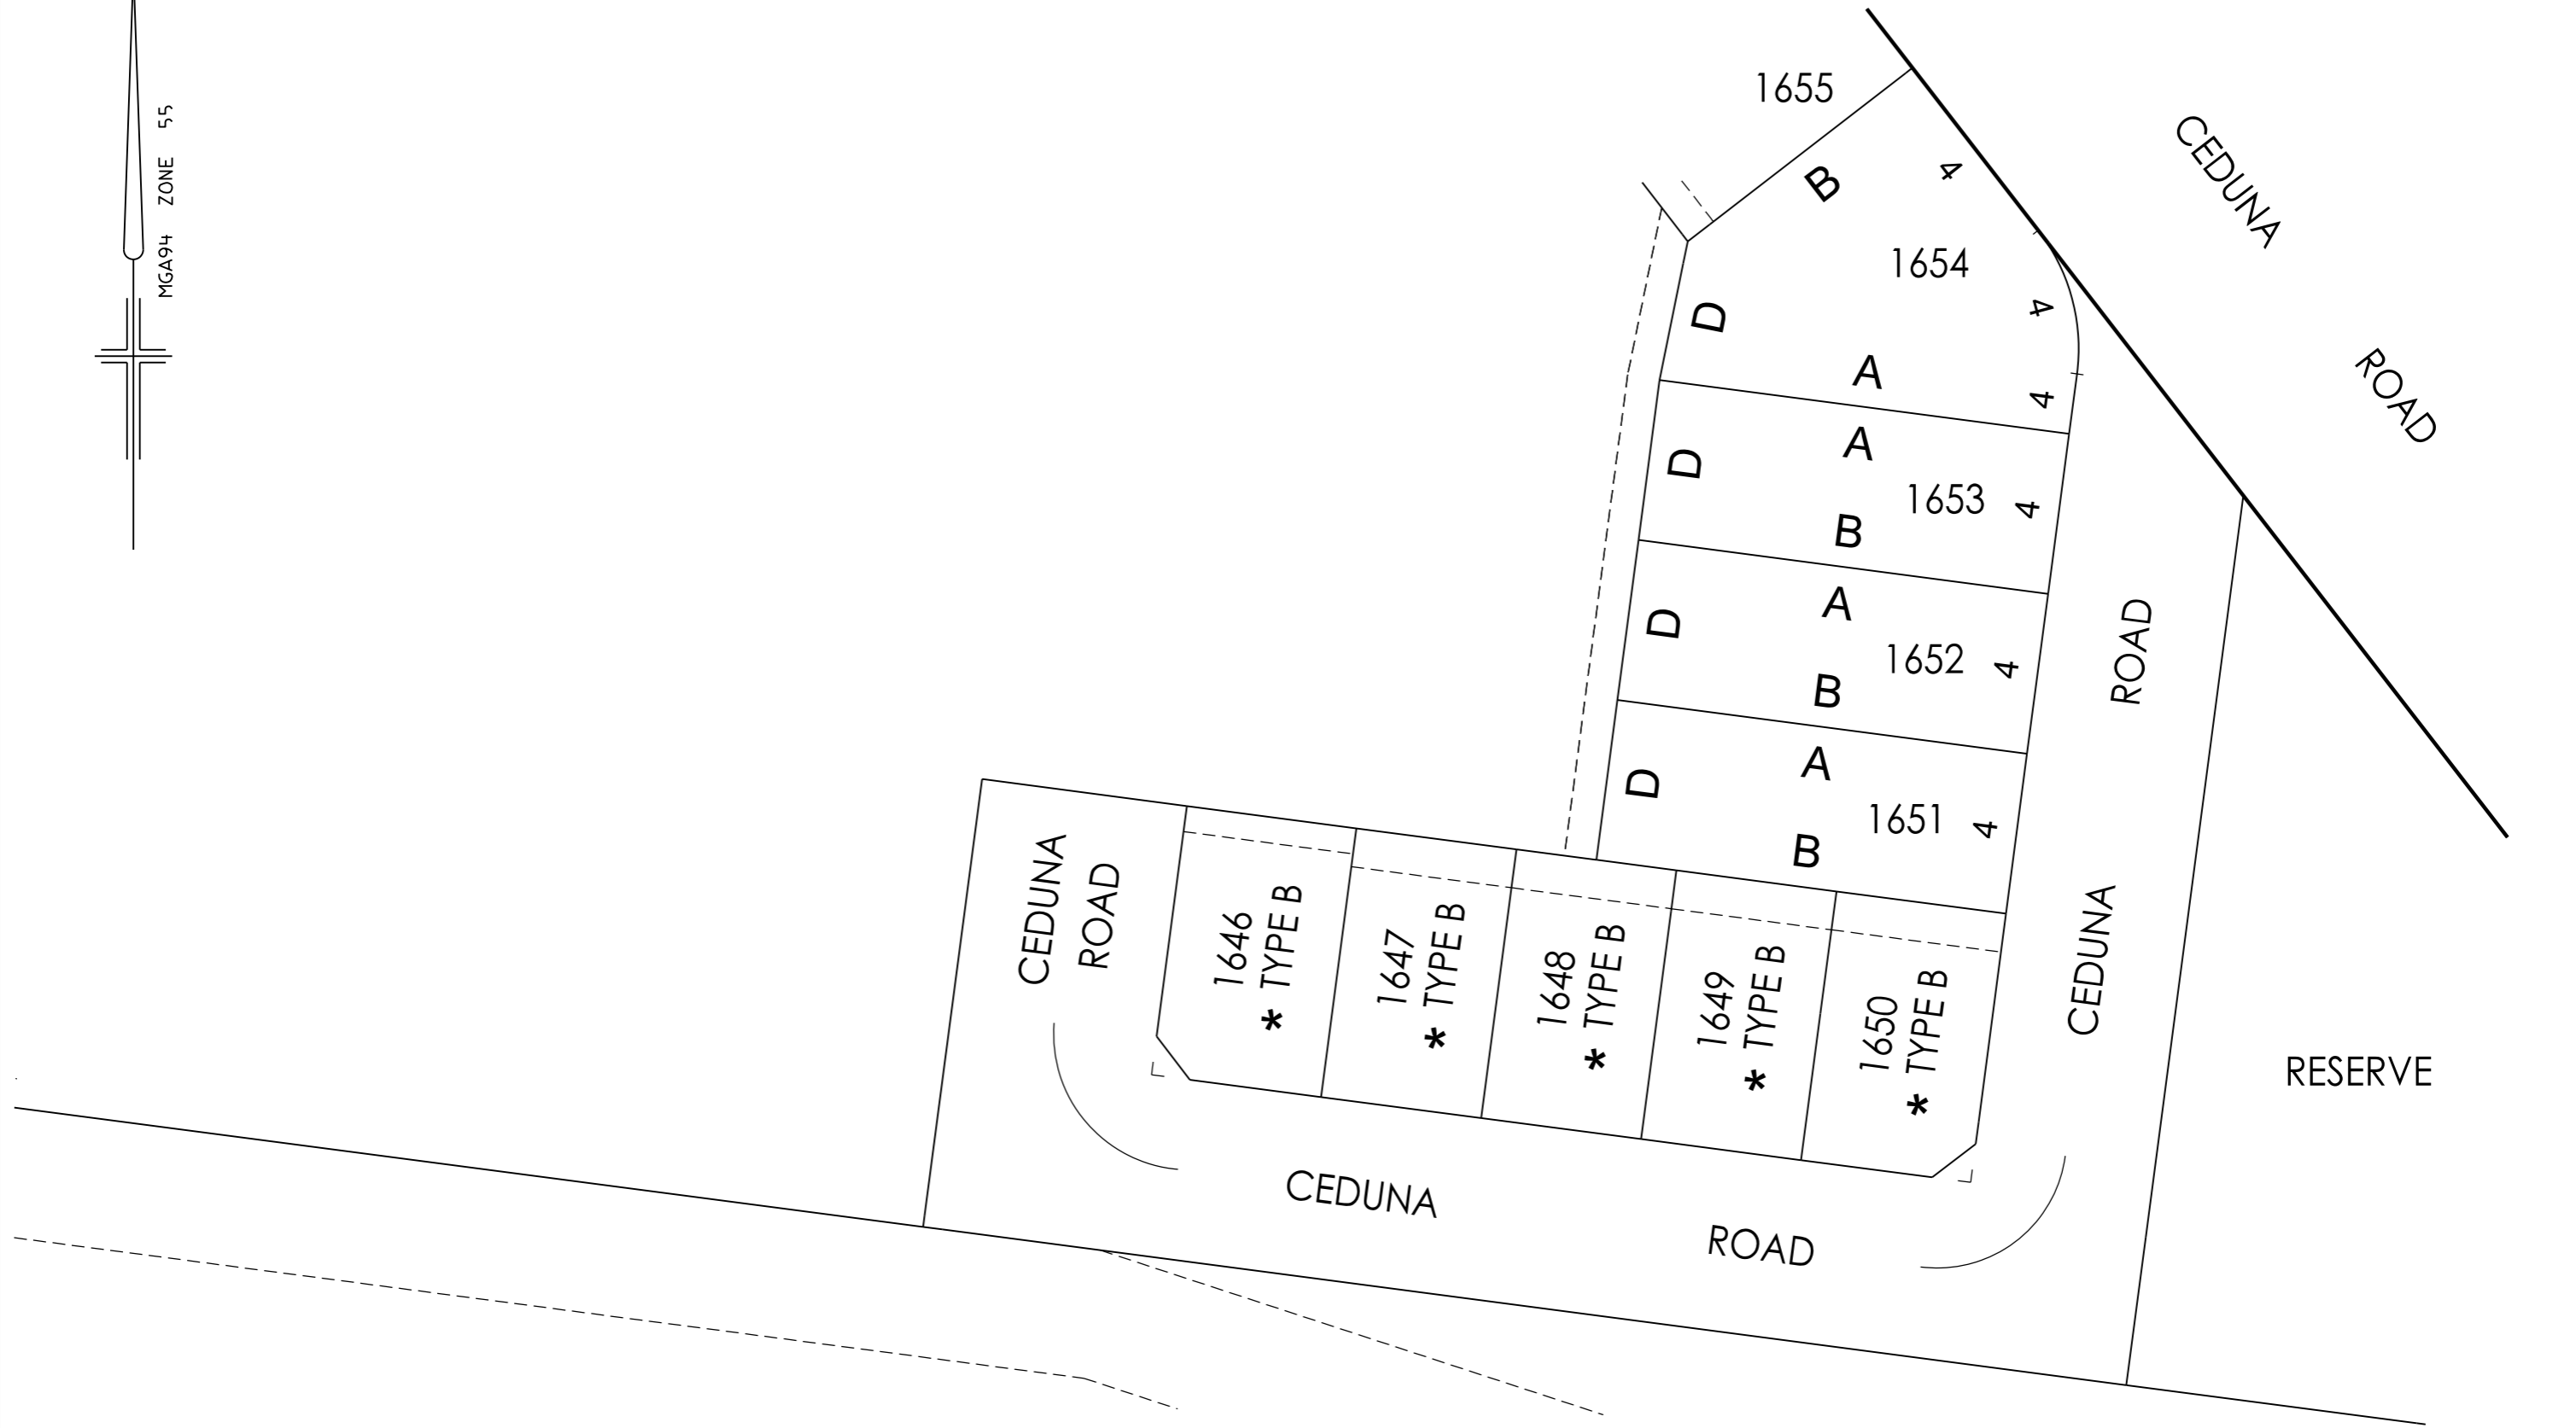 MGA94 ZONE 55
1655
CEDUNA
ROAD
B
4
1654
D
4
A
4
A
D
1653
4
B
A
D
1652
4
B
A
D
1651
4
B
ROAD
CEDUNA
CEDUNA
ROAD
1646
* TYPE B
1647
* TYPE B
1648
* TYPE B
1649
* TYPE B
1650
* TYPE B
RESERVE
CEDUNA
ROAD